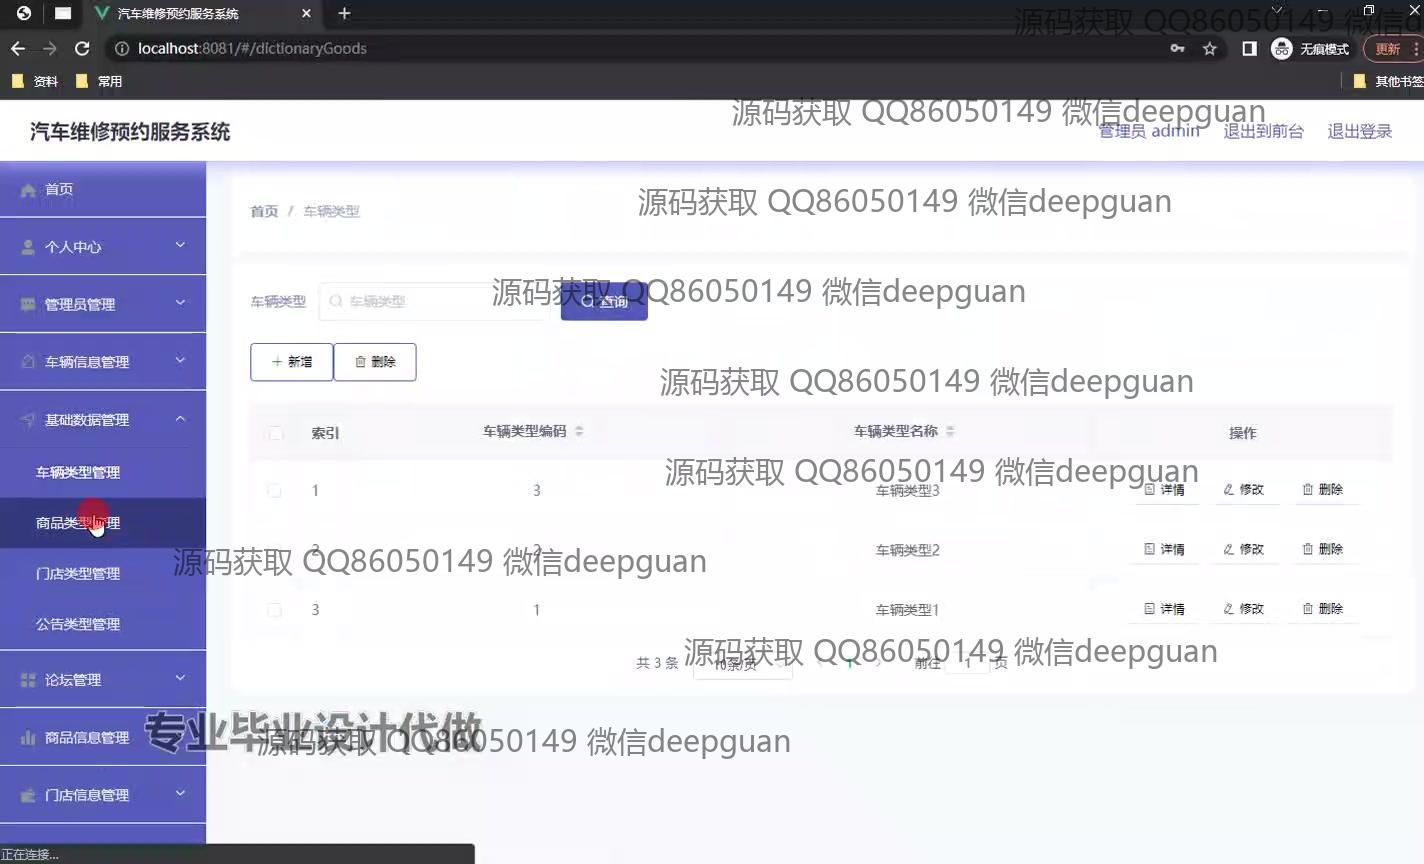 汽车维修预约服务系统
源码获取 QQ86050149 微信d
localhost:8081/#/dictionaryGoods
无痕模式
更新
资料
常用
其他书签
源码获取 QQ86050149 微信deepguan
汽车维修预约服务系统
管理员 admin
退出到前台
退出登录
首页
源码获取 QQ86050149 微信deepguan
首页 / 车辆类型
个人中心
源码获取 QQ86050149 微信deepguan
车辆类型
车辆类型
查询
管理员管理
车辆信息管理
新增
删除
源码获取 QQ86050149 微信deepguan
基础数据管理
索引 车辆类型编码 车辆类型名称 操作
车辆类型管理
源码获取 QQ86050149 微信deepguan
1 3 车辆类型3 详情 修改 删除
商品类型管理
2 2 车辆类型2 详情 修改 删除
源码获取 QQ86050149 微信deepguan
门店类型管理
3 1 车辆类型1 详情 修改 删除
公告类型管理
源码获取 QQ86050149 微信deepguan
共 3 条 10条/页 1 前往 1 页
论坛管理
商品信息管理
专业毕业设计代做
源码获取 QQ86050149 微信deepguan
门店信息管理
正在连接...